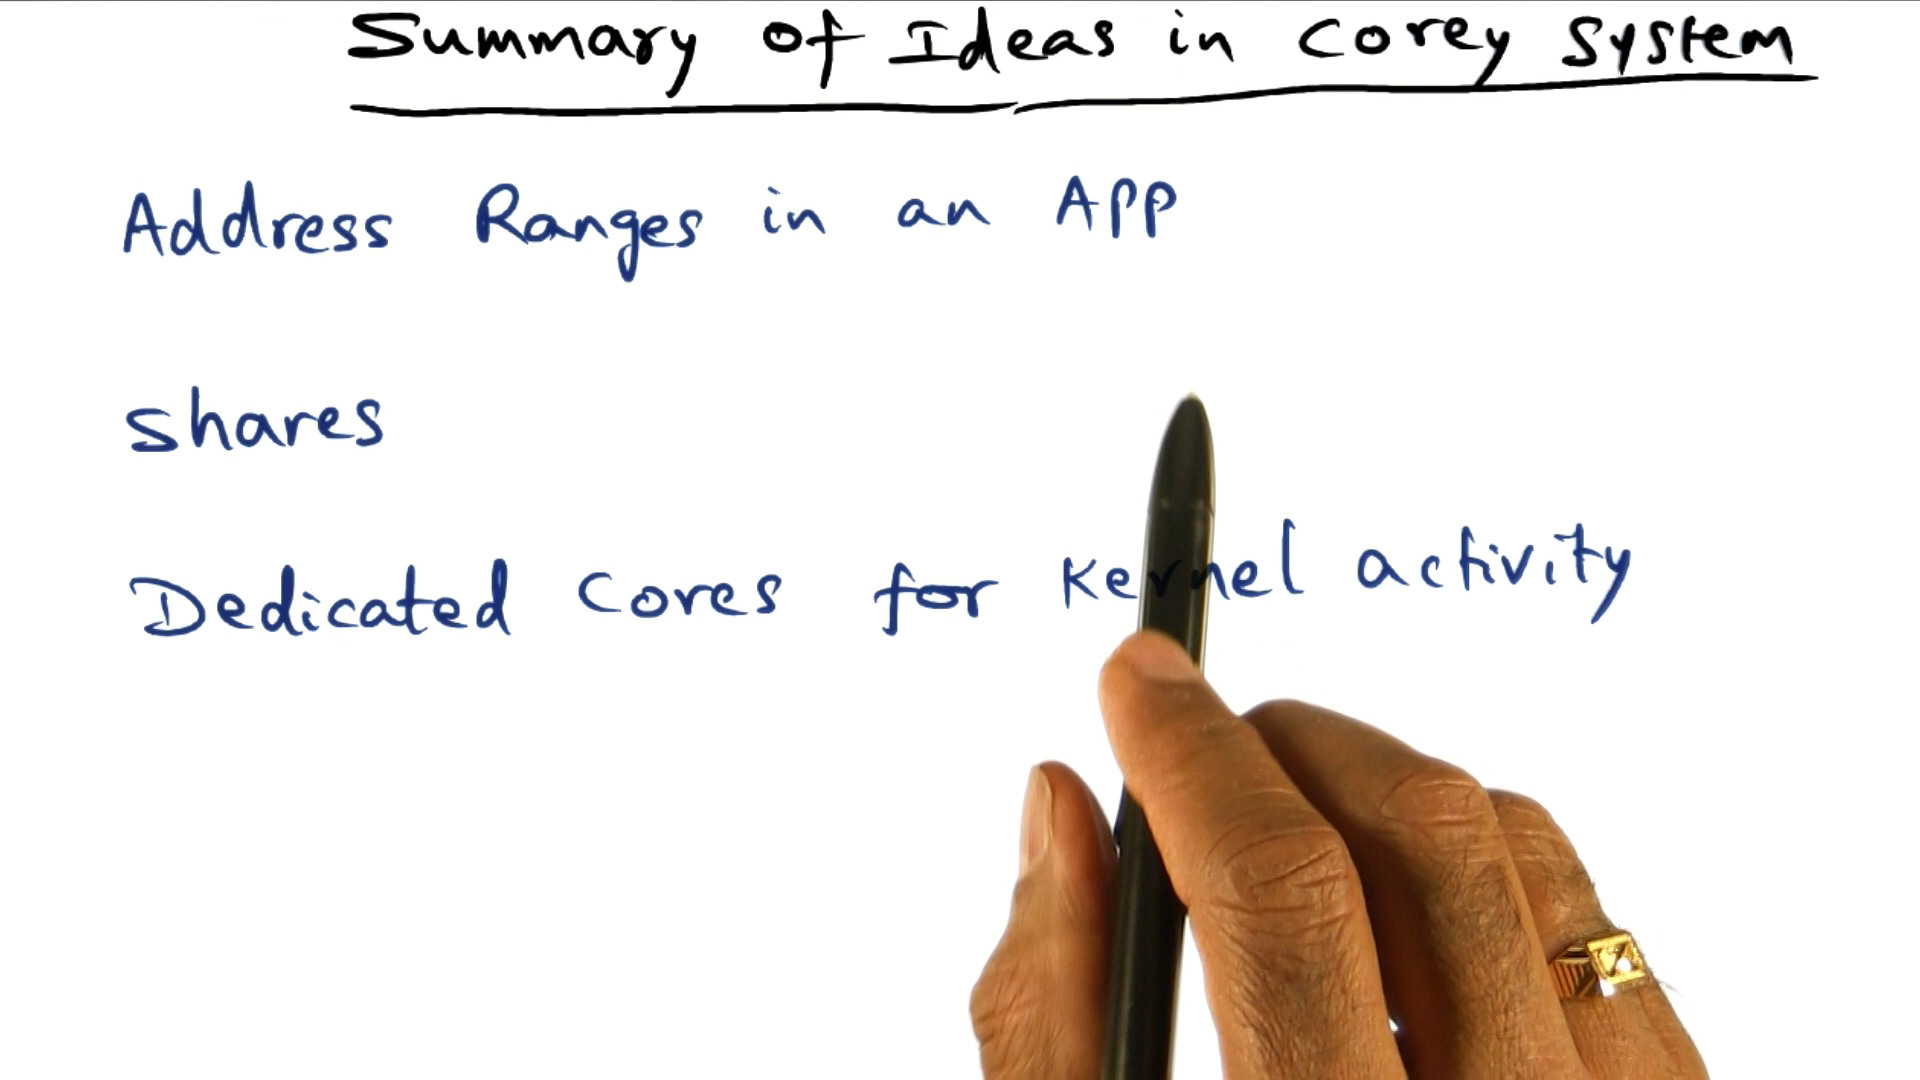 Summary of Ideas in Corey System
Address Ranges in an App
shares
Dedicated Cores for Kernel activity